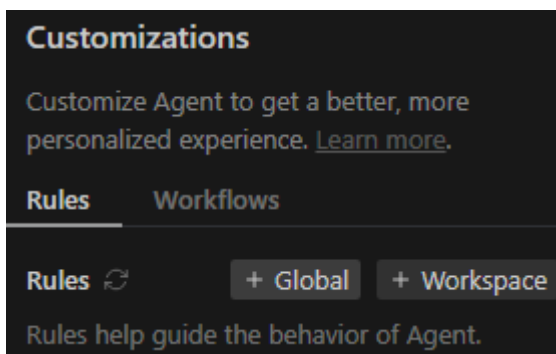 Customizations
Customize Agent to get a better, more
personalized experience. Learn more.
Rules Workflows
Rules + Global + Workspace
Rules help guide the behavior of Agent.